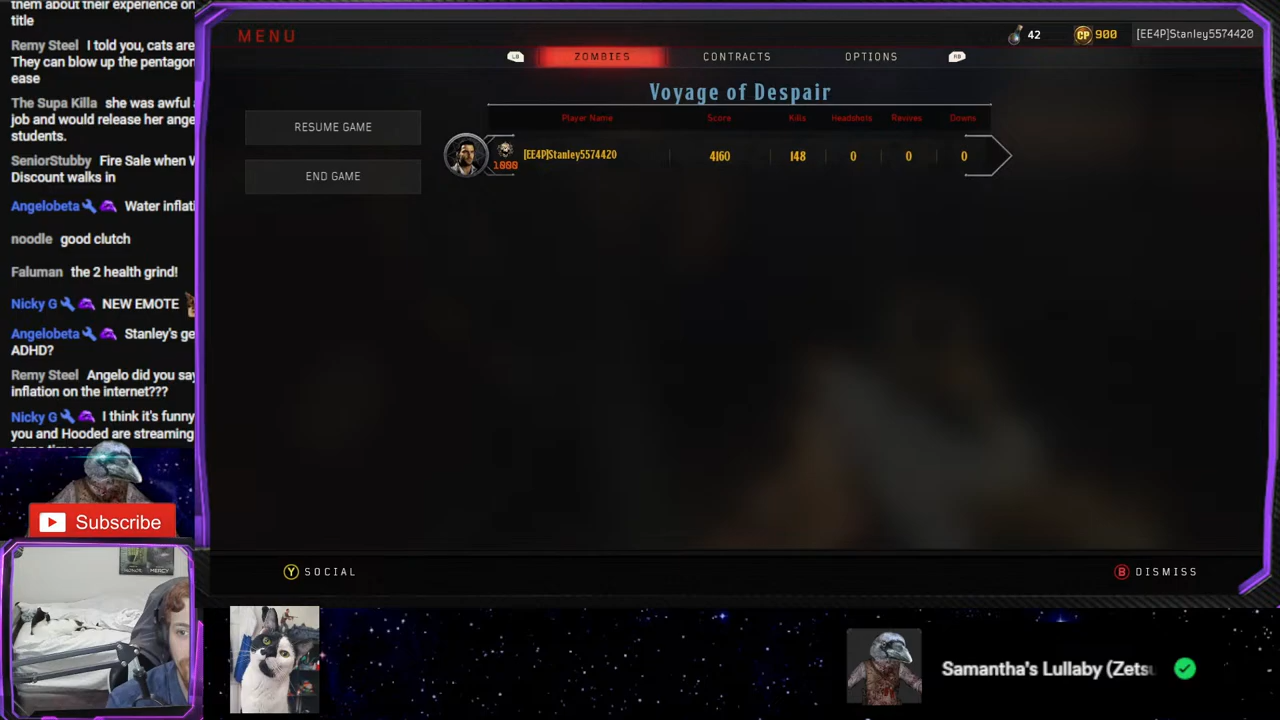 them about their experience on
title
Remy Steel I told you, cats are
They can blow up the pentagon
ease
The Supa Killa she was awful
job and would release her ange
students.
SeniorStubby Fire Sale when W
Discount walks in
Angelobeta Water inflati
noodle good clutch
Faluman the 2 health grind!
Nicky G NEW EMOTE
Angelobeta Stanley's ge
ADHD?
Remy Steel Angelo did you say
inflation on the internet???
Nicky G I think it's funny
you and Hooded are streaming
Subscribe
MENU
42
CP 900
[EE4P]Stanley5574420
LB
ZOMBIES
CONTRACTS
OPTIONS
RB
Voyage of Despair
Player Name Score Kills Headshots Revives Downs
1000 [EE4P]Stanley5574420 4160 148 0 0 0
RESUME GAME
END GAME
Y SOCIAL
B DISMISS
MERCY
Samantha's Lullaby (Zetsu